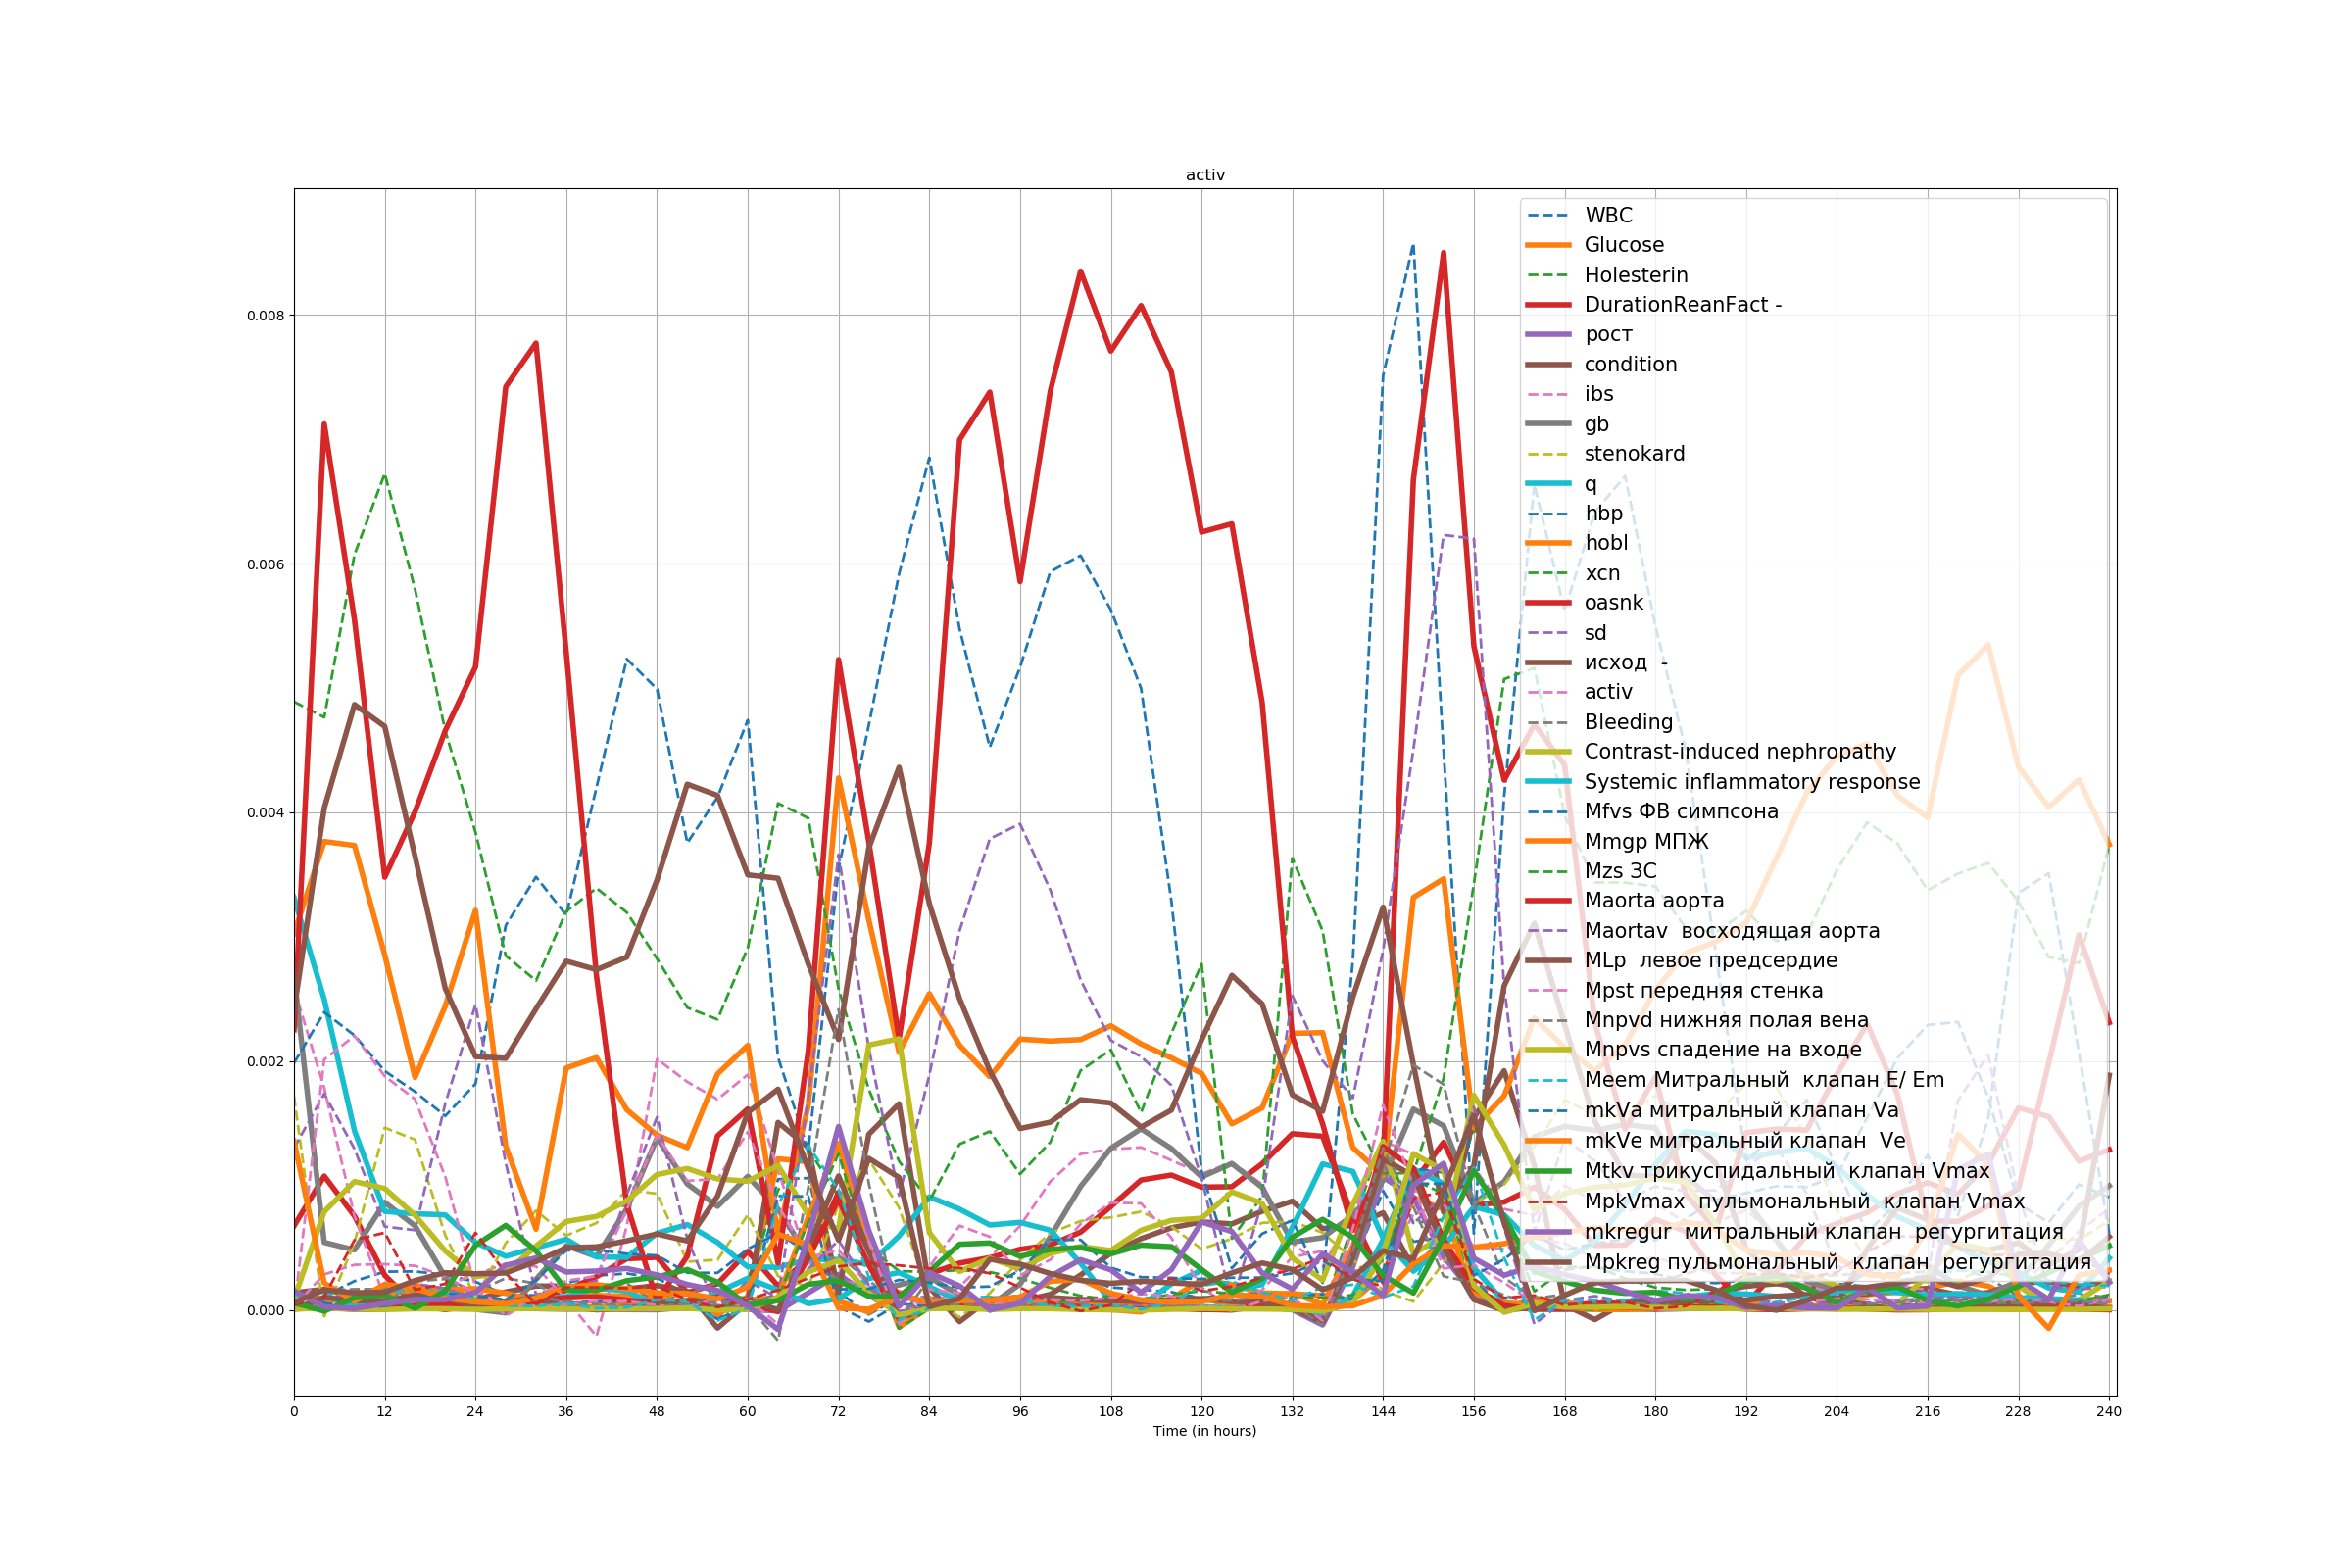 activ
WBC
Glucose
Holesterin
DurationReanFact -
рост
condition
ibs
gb
stenokard
q
hbp
hobl
xcn
oasnk
sd
исход  -
activ
Bleeding
Contrast-induced nephropathy
Systemic inflammatory response
Mfvs ФВ симпсона
Mmgp МПЖ
Mzs ЗС
Maorta аорта
Maortav  восходящая аорта
MLp  левое предсердие
Mpst передняя стенка
Mnpvd нижняя полая вена
Mnpvs спадение на входе
Meem Митральный  клапан E/ Em
mkVa митральный клапан Va
mkVe митральный клапан  Ve
Mtkv трикуспидальный  клапан Vmax
MpkVmax  пульмональный  клапан Vmax
mkregur  митральный клапан  регургитация
Mpkreg пульмональный  клапан  регургитация
0.008
0.006
0.004
0.002
0.000
0 12 24 36 48 60 72 84 96 108 120 132 144 156 168 180 192 204 216 228 240
Time (in hours)